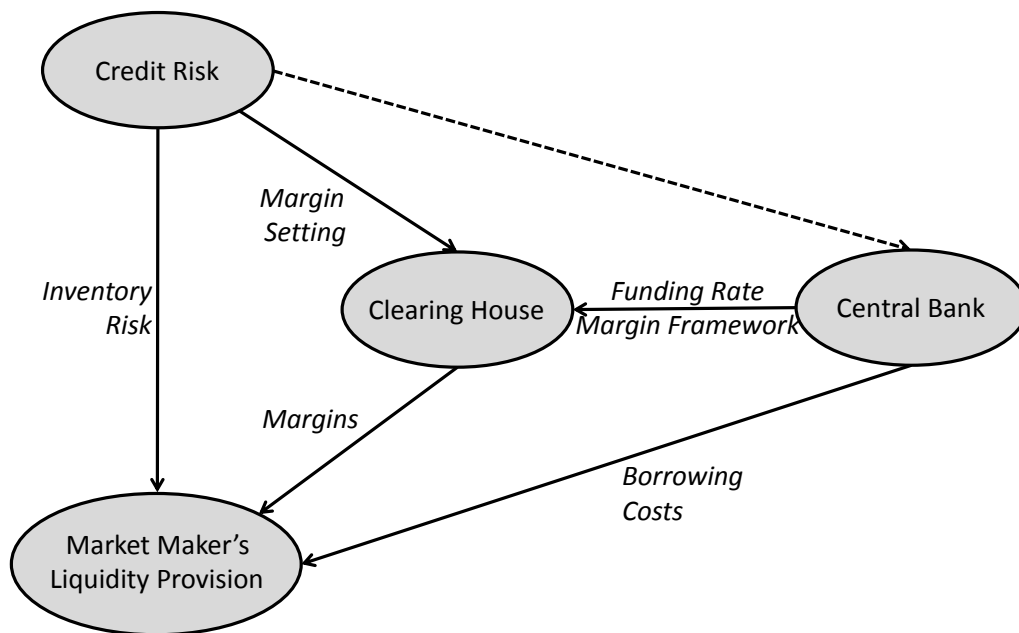 Credit Risk
Margin
Setting
Inventory
Risk
Clearing House
Funding Rate
Margin Framework
Central Bank
Margins
Borrowing
Costs
Market Maker’s
Liquidity Provision